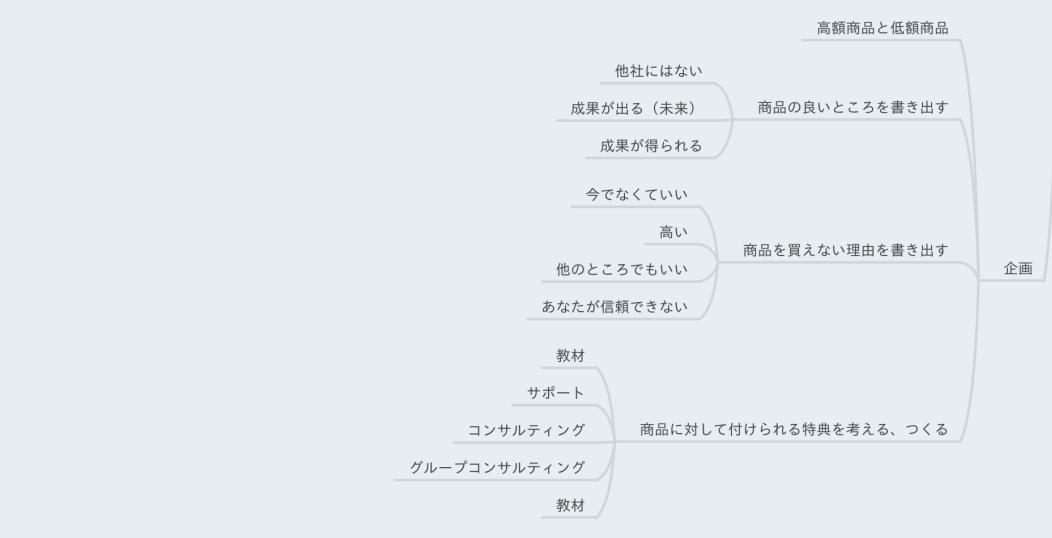 高額商品と低額商品
他社にはない
成果が出る（未来）
商品の良いところを書き出す
成果が得られる
今でなくていい
高い
商品を買えない理由を書き出す
他のところでもいい
企画
あなたが信頼できない
教材
サポート
コンサルティング
商品に対して付けられる特典を考える、つくる
グループコンサルティング
教材